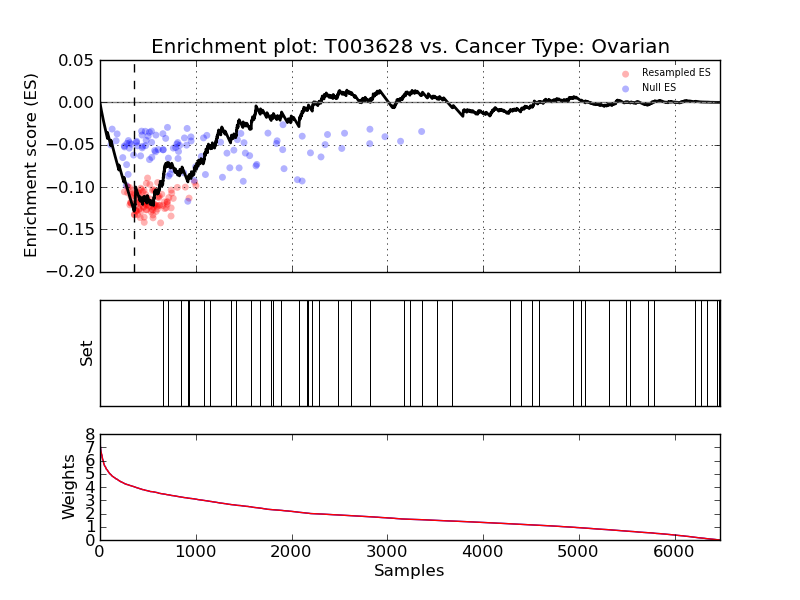 Enrichment plot: T003628 vs. Cancer Type: Ovarian
Enrichment score (ES)
0.05
0.00
−0.05
−0.10
−0.15
−0.20
Resampled ES
Null ES
Set
Weights
8
7
6
5
4
3
2
1
0
0 1000 2000 3000 4000 5000 6000
Samples